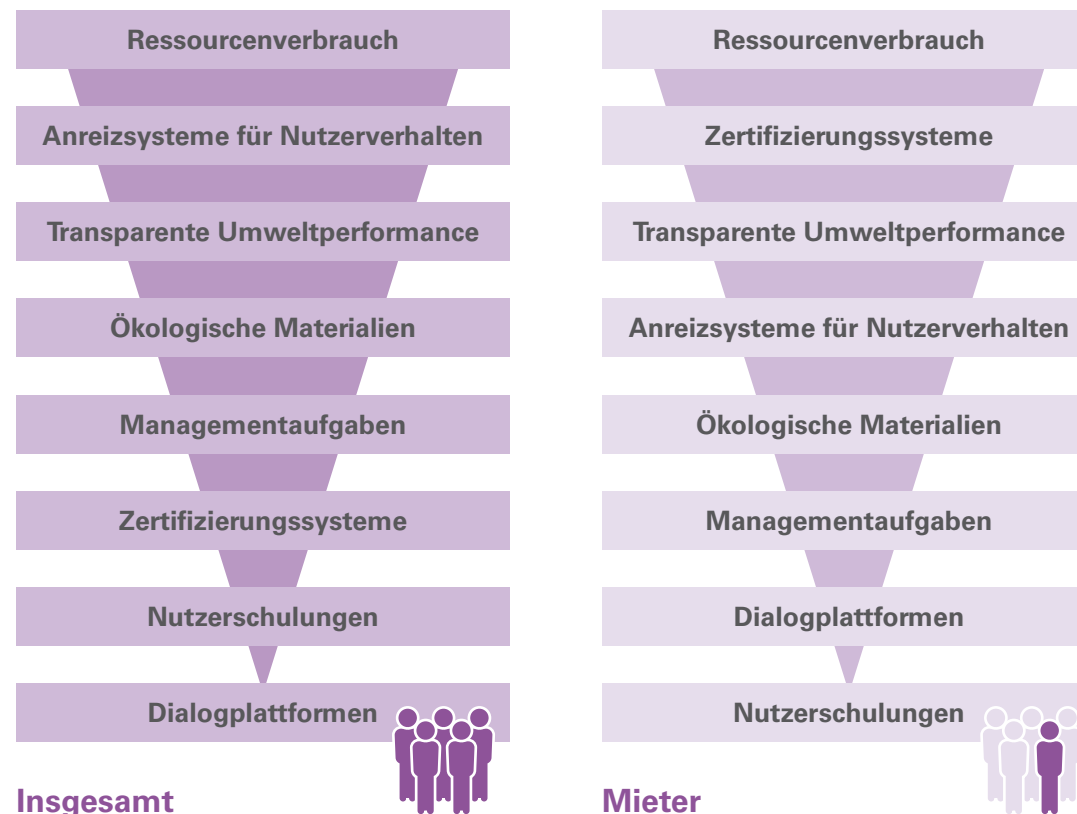 Ressourcenverbrauch
Anreizsysteme für Nutzerverhalten
Transparente Umweltperformance
Ökologische Materialien
Managementaufgaben
Zertifizierungssysteme
Nutzerschulungen
Dialogplattformen
Insgesamt
Ressourcenverbrauch
Zertifizierungssysteme
Transparente Umweltperformance
Anreizsysteme für Nutzerverhalten
Ökologische Materialien
Managementaufgaben
Dialogplattformen
Nutzerschulungen
Mieter